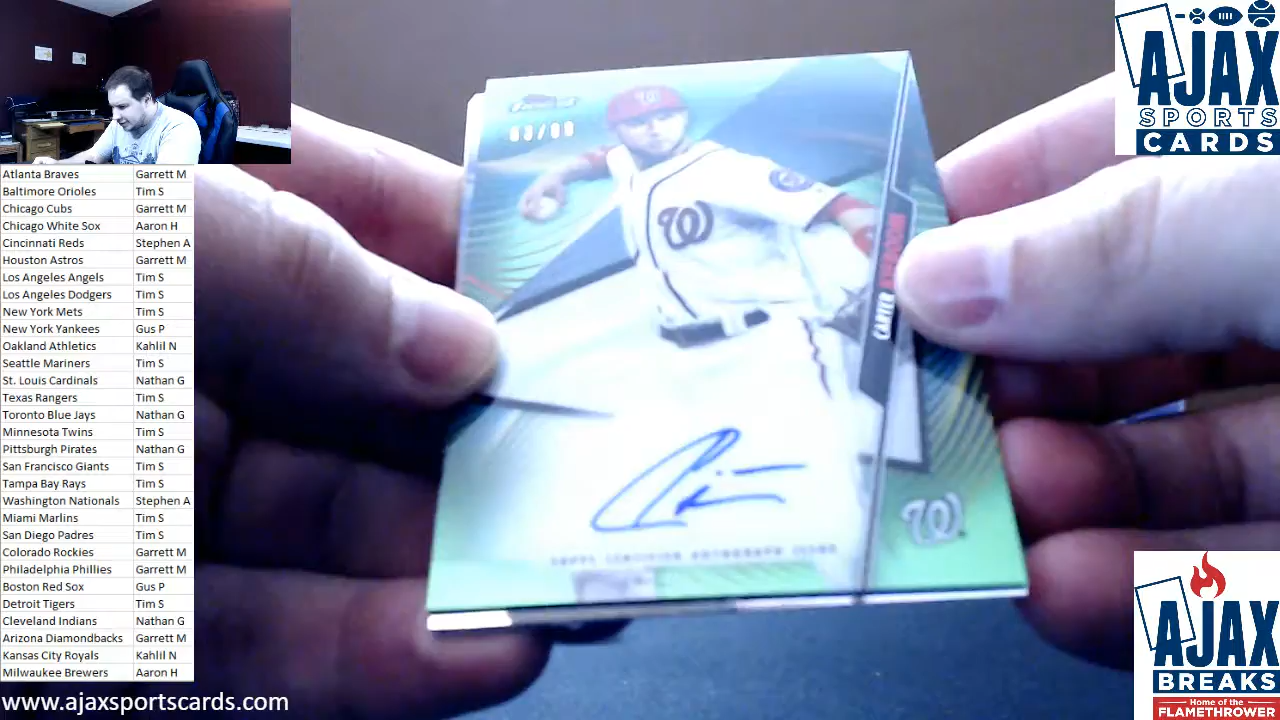 AJAX
SPORTS
CARDS
Atlanta Braves Garrett M
Baltimore Orioles Tim S
Chicago Cubs Garrett M
Chicago White Sox Aaron H
Cincinnati Reds Stephen A
Houston Astros Garrett M
Los Angeles Angels Tim S
Los Angeles Dodgers Tim S
New York Mets Tim S
New York Yankees Gus P
Oakland Athletics Kahlil N
Seattle Mariners Tim S
St. Louis Cardinals Nathan G
Texas Rangers Tim S
Toronto Blue Jays Nathan G
Minnesota Twins Tim S
Pittsburgh Pirates Nathan G
San Francisco Giants Tim S
Tampa Bay Rays Tim S
Washington Nationals Stephen A
Miami Marlins Tim S
San Diego Padres Tim S
Colorado Rockies Garrett M
Philadelphia Phillies Garrett M
Boston Red Sox Gus P
Detroit Tigers Tim S
Cleveland Indians Nathan G
Arizona Diamondbacks Garrett M
Kansas City Royals Kahlil N
Milwaukee Brewers Aaron H
www.ajaxsportscards.com
W
CARTER KIEBOOM
TOPPS CERTIFIED AUTOGRAPH ISSUE
W
AJAX
BREAKS
Home of the
FLAMETHROWER